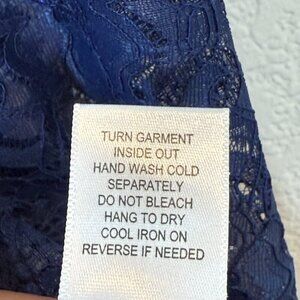 TURN GARMENT
INSIDE OUT
HAND WASH COLD
SEPARATELY
DO NOT BLEACH
HANG TO DRY
COOL IRON ON
REVERSE IF NEEDED